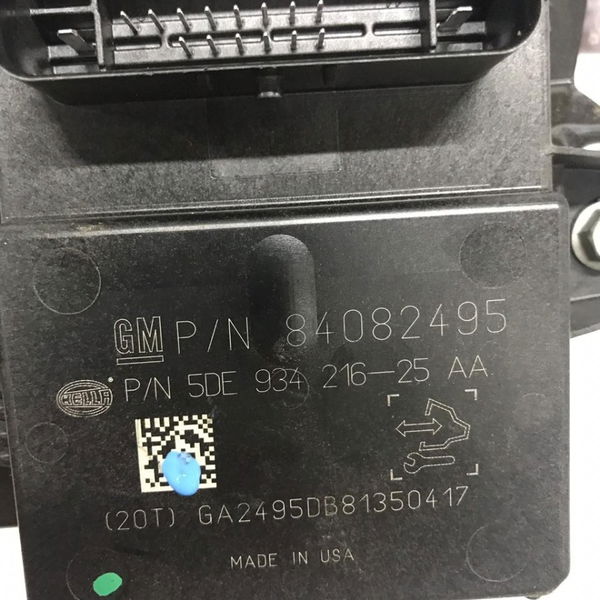 GM P/N 84082495
HELLA P/N 5DE 934 216-25 AA
(20T) GA2495DB81350417
MADE IN USA